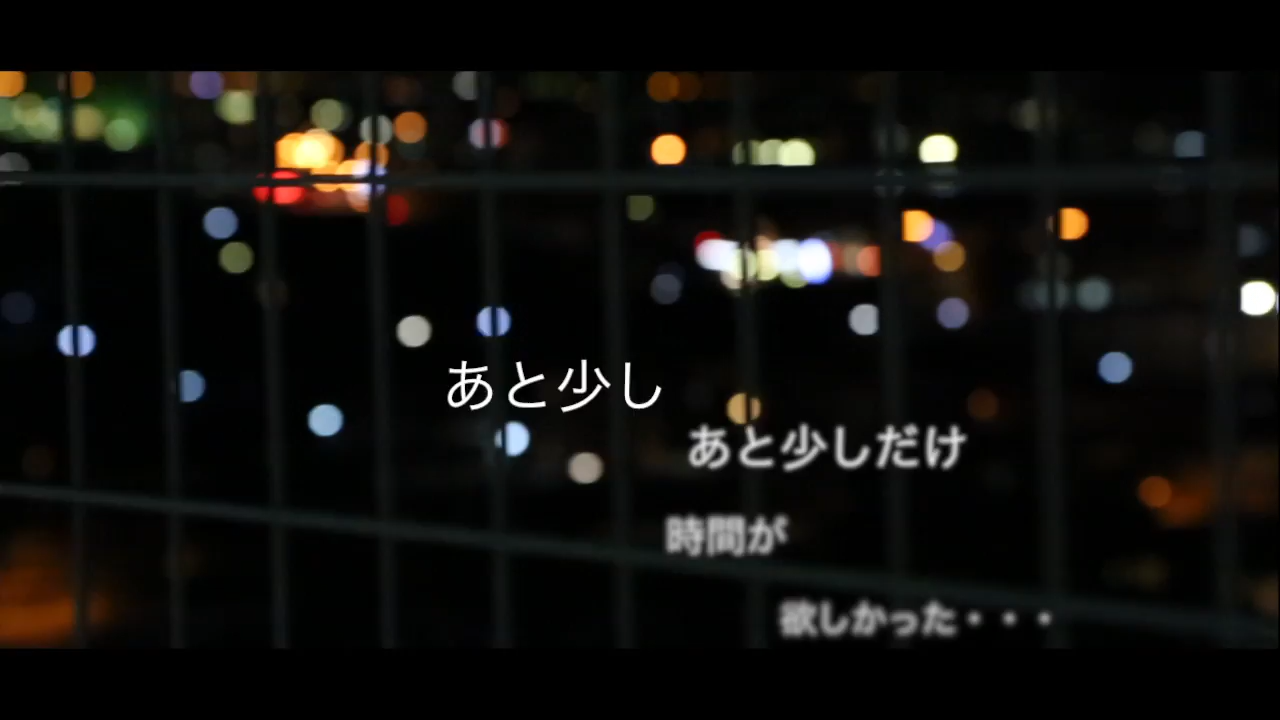 あと少し
あと少しだけ
時間が
欲しかった・・・